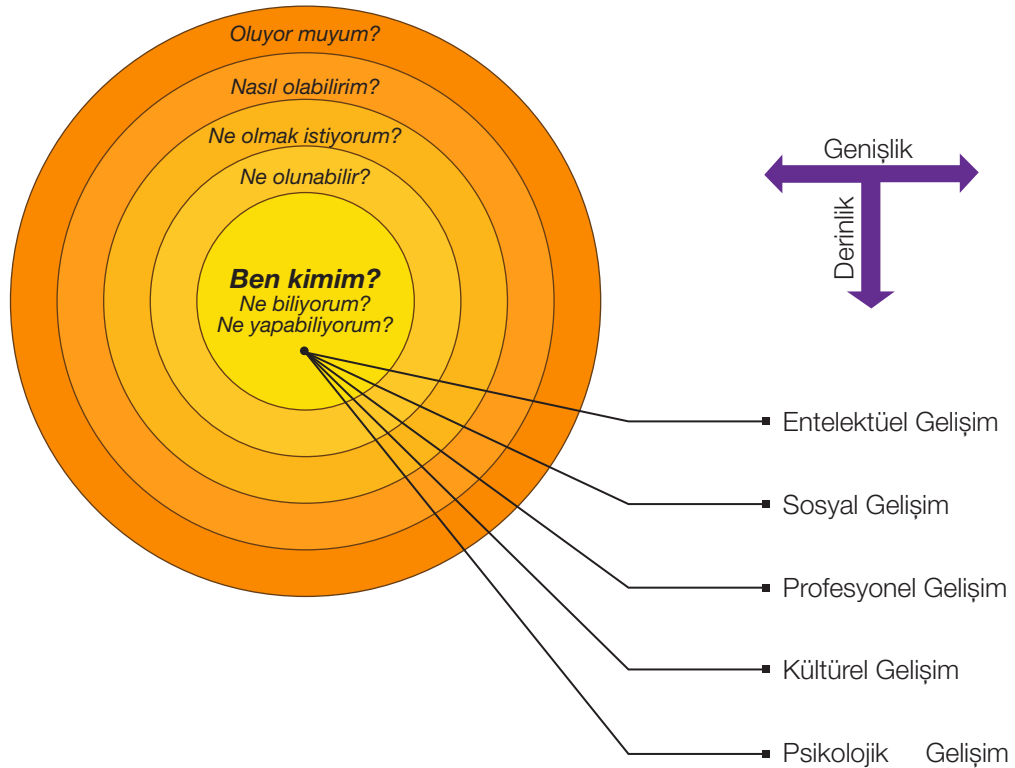 Oluyor muyum?
Nasıl olabilirim?
Ne olmak istiyorum?
Ne olunabilir?
Ben kimim?
Ne biliyorum?
Ne yapabiliyorum?
Genişlik
Derinlik
Entelektüel Gelişim
Sosyal Gelişim
Profesyonel Gelişim
Kültürel Gelişim
Psikolojik Gelişim